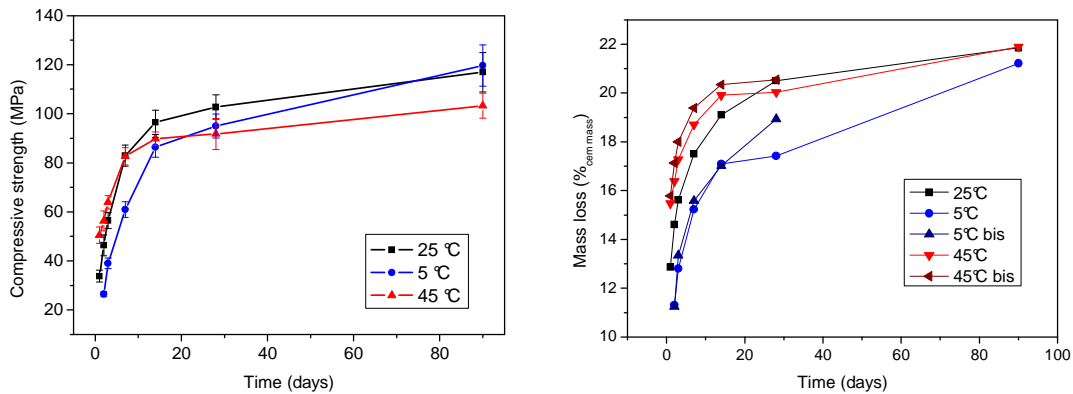 Compressive strength (MPa)
140
120
100
80
60
40
20
0
20
40
60
80
Time (days)
25 °C
5 °C
45 °C
Mass loss (%cem mass)
22
20
18
16
14
12
10
0
20
40
60
80
100
Time (days)
25°C
5°C
5°C bis
45°C
45°C bis